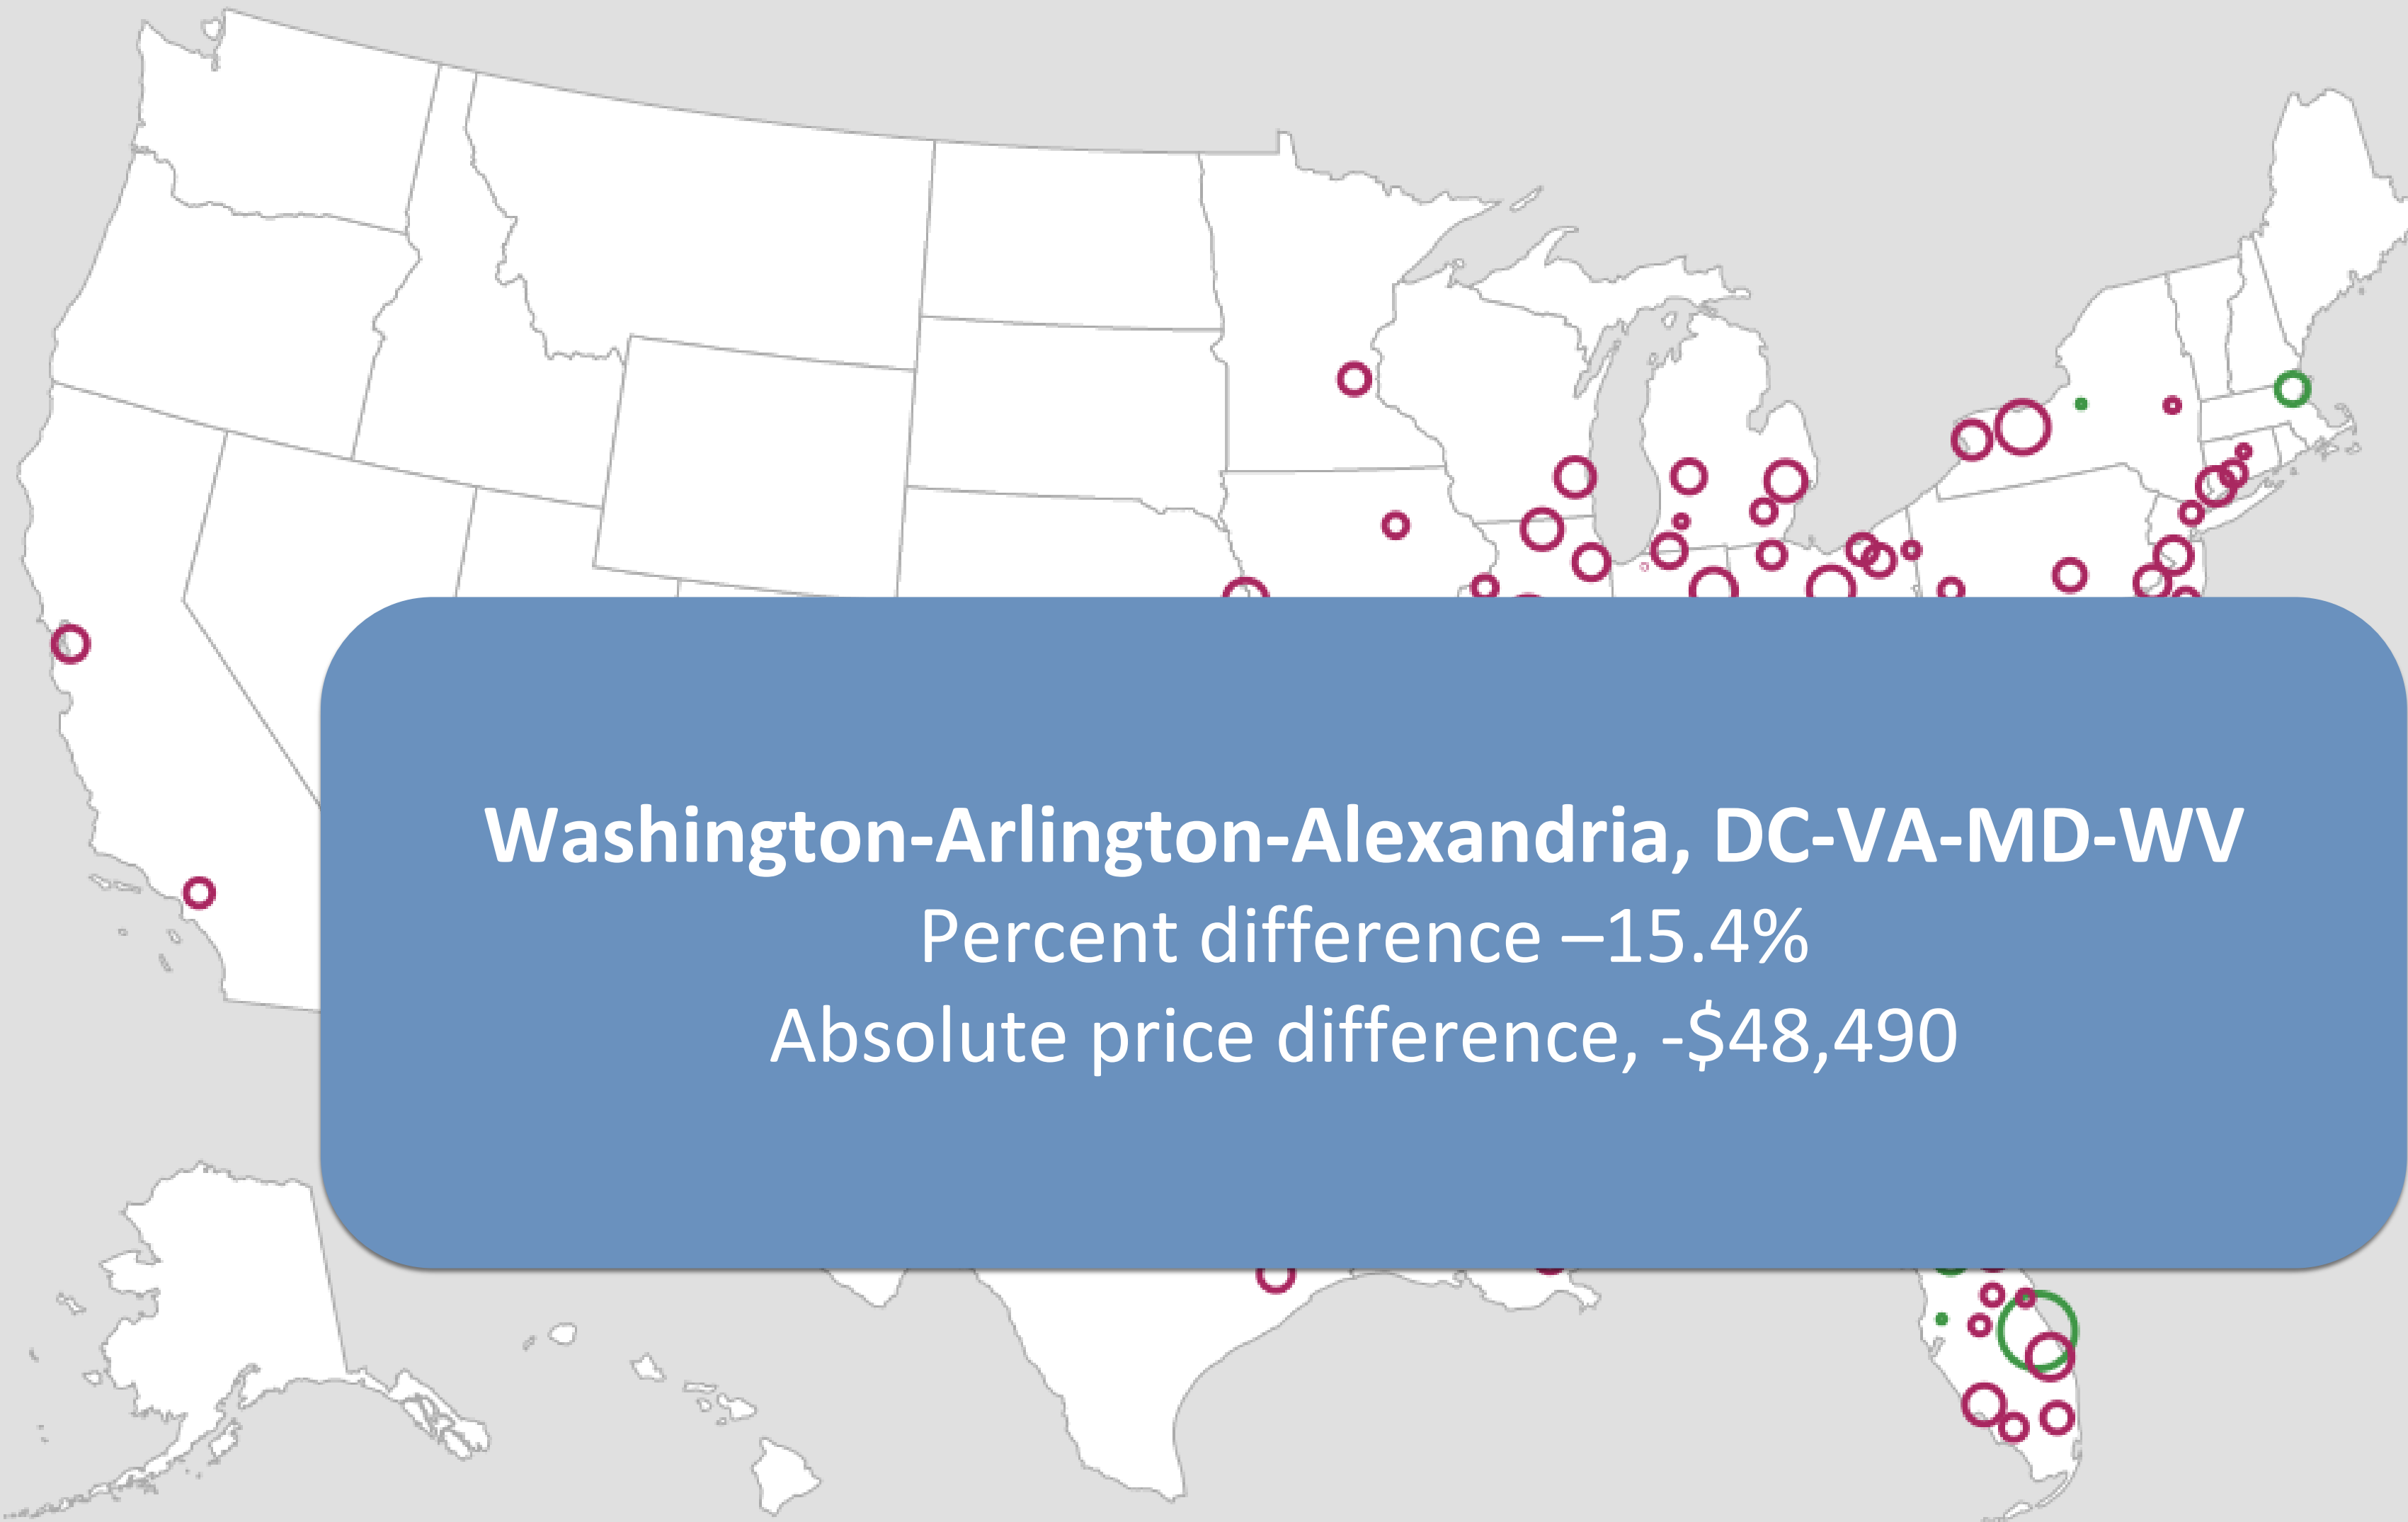 Washington-Arlington-Alexandria, DC-VA-MD-WV
Percent difference –15.4%
Absolute price difference, -$48,490